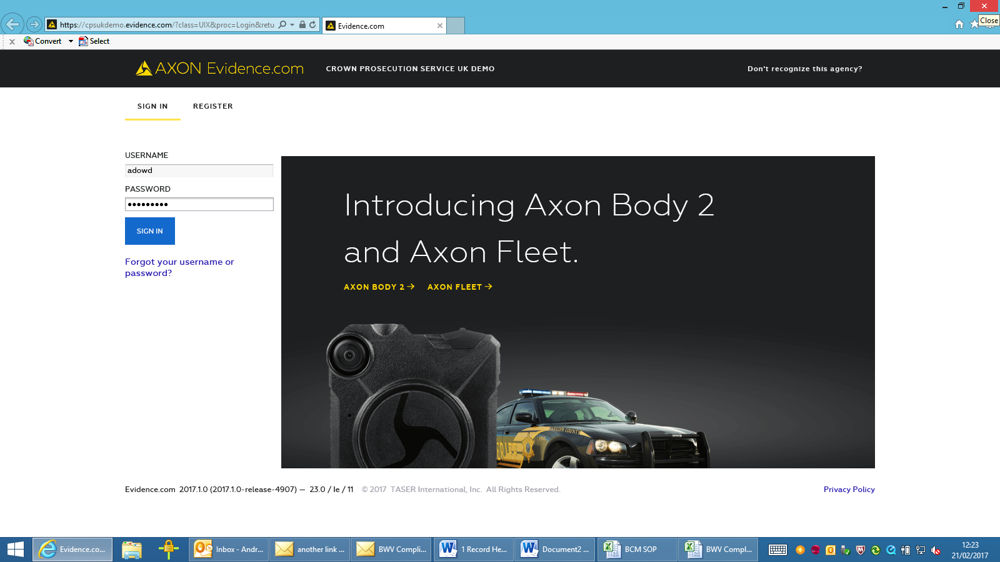 Close
https://cpsukdemo.evidence.com/?class=UIX&proc=Login&retu
Evidence.com
Convert
Select
AXON Evidence.com
CROWN PROSECUTION SERVICE UK DEMO
Don't recognize this agency?
SIGN IN
REGISTER
USERNAME
adowd
PASSWORD
SIGN IN
Forgot your username or
password?
Introducing Axon Body 2
and Axon Fleet.
AXON BODY 2
AXON FLEET
MARICOPA COUNTY
Evidence.com 2017.1.0 (2017.1.0-release-4907) — 23.0 / Ie / 11 © 2017 TASER International, Inc. All Rights Reserved.
Privacy Policy
Evidence.co...
Inbox - Andr...
another link ...
BWV Compli...
1 Record He...
Document2 ...
BCM SOP
BWV Compl...
12:23
21/02/2017